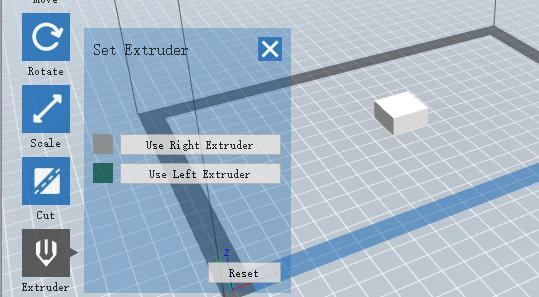 Move
Set Extruder
Rotate
Use Right Extruder
Scale
Use Left Extruder
Cut
Z
Reset
Extruder